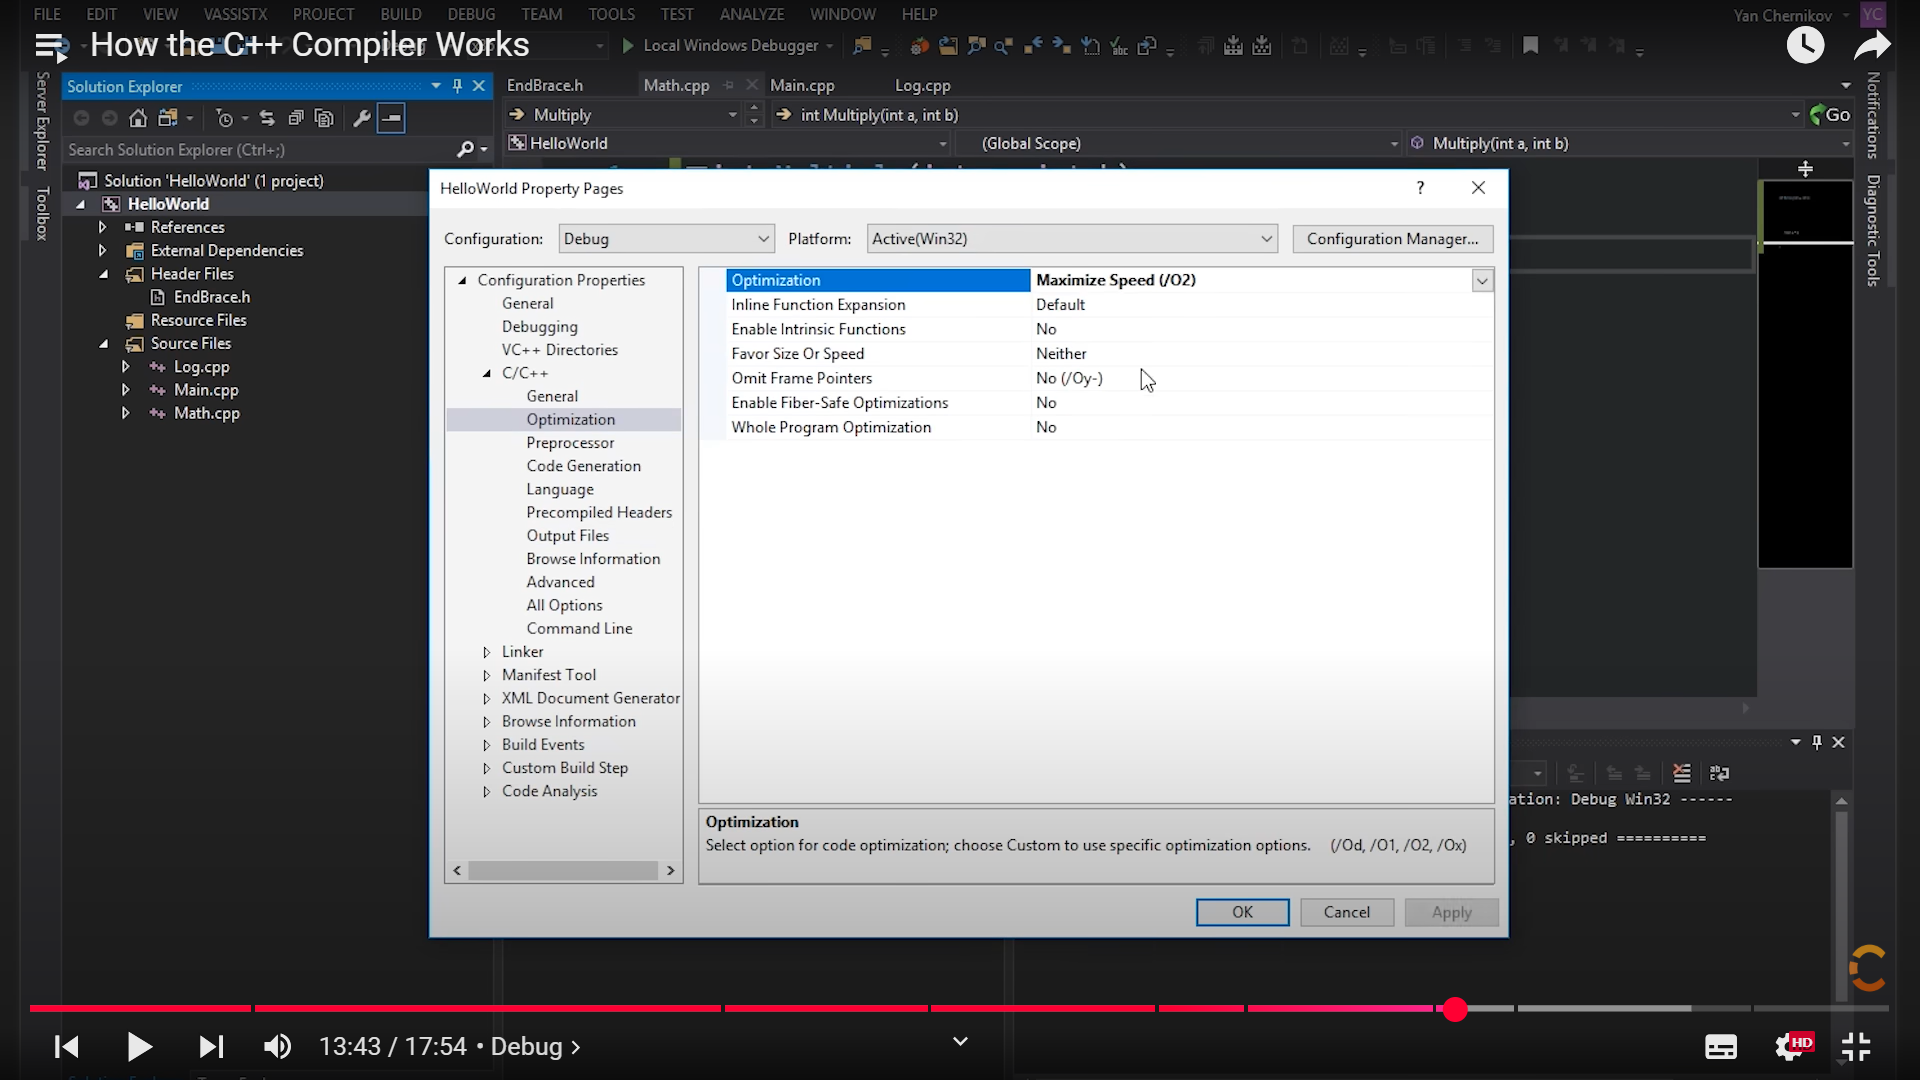 FILE EDIT VIEW VASSISTX PROJECT BUILD DEBUG TEAM TOOLS TEST ANALYZE WINDOW HELP Yan Chernikov YC
How the C++ Compiler Works
Local Windows Debugger
Server Explorer
Toolbox
Solution Explorer
Search Solution Explorer (Ctrl+;)
Solution 'HelloWorld' (1 project)
HelloWorld
References
External Dependencies
Header Files
EndBrace.h
Resource Files
Source Files
Log.cpp
Main.cpp
Math.cpp
EndBrace.h Math.cpp Main.cpp Log.cpp
Multiply int Multiply(int a, int b) Go
HelloWorld (Global Scope) Multiply(int a, int b)
Notifications
Diagnostic Tools
HelloWorld Property Pages ?
Configuration: Debug Platform: Active(Win32) Configuration Manager...
Configuration Properties
General
Debugging
VC++ Directories
C/C++
General
Optimization
Preprocessor
Code Generation
Language
Precompiled Headers
Output Files
Browse Information
Advanced
All Options
Command Line
Linker
Manifest Tool
XML Document Generator
Browse Information
Build Events
Custom Build Step
Code Analysis
Optimization Maximize Speed (/O2)
Inline Function Expansion Default
Enable Intrinsic Functions No
Favor Size Or Speed Neither
Omit Frame Pointers No (/Oy-)
Enable Fiber-Safe Optimizations No
Whole Program Optimization No
Optimization
Select option for code optimization; choose Custom to use specific optimization options. (/Od, /O1, /O2, /Ox)
OK Cancel Apply
ation: Debug Win32 ------
, 0 skipped ==========
13:43 / 17:54 • Debug
HD